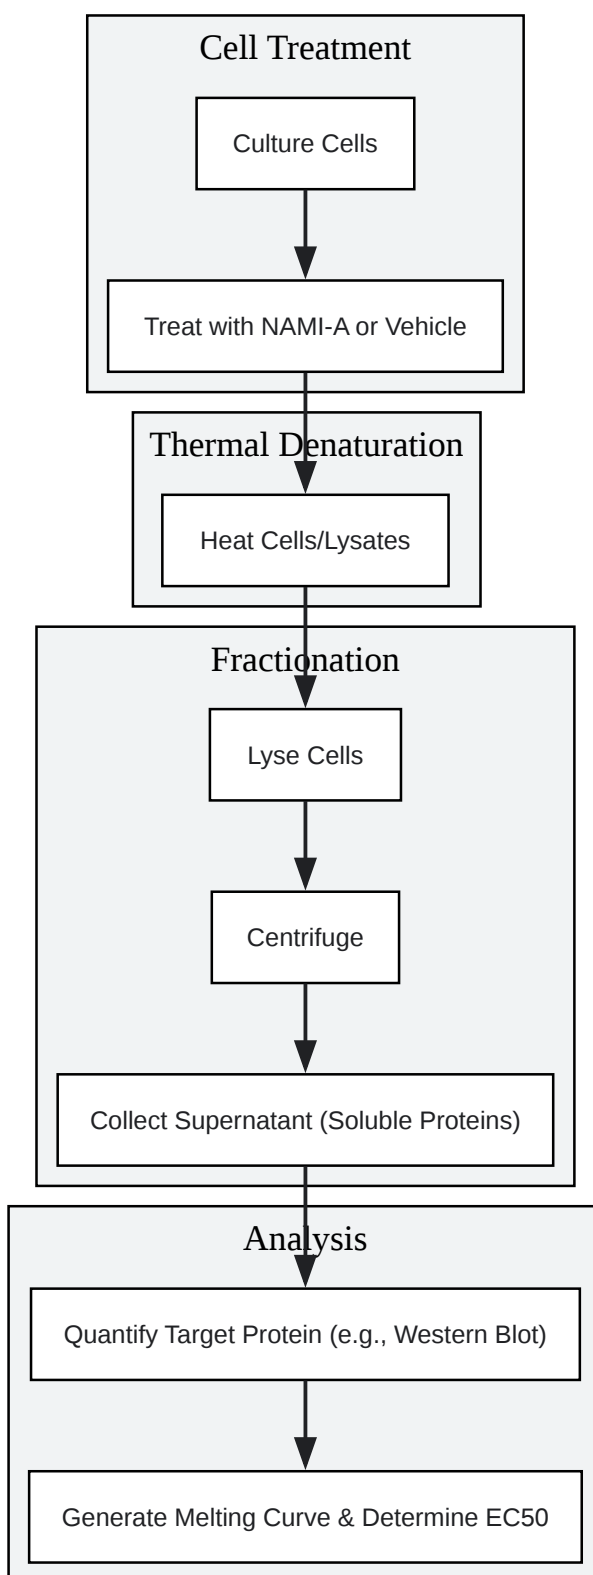 Cell Treatment
Culture Cells
Treat with NAMI-A or Vehicle
Thermal Denaturation
Heat Cells/Lysates
Fractionation
Lyse Cells
Centrifuge
Collect Supernatant (Soluble Proteins)
Analysis
Quantify Target Protein (e.g., Western Blot)
Generate Melting Curve & Determine EC50